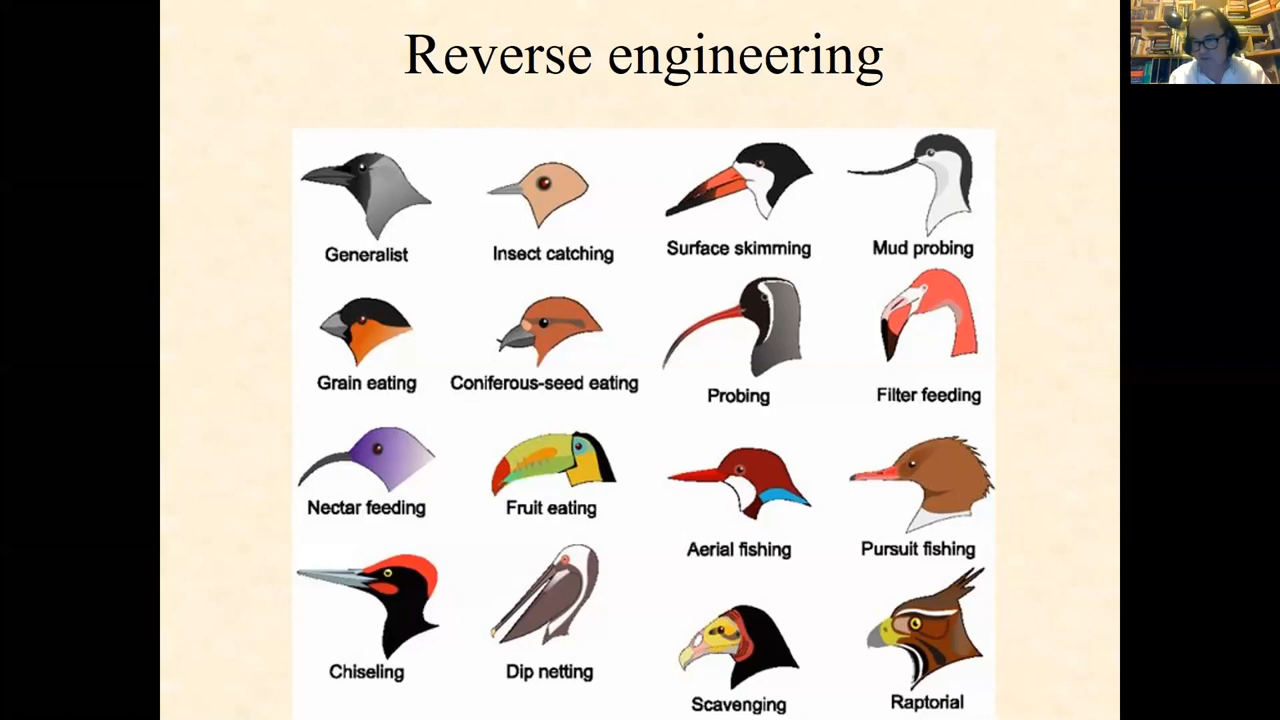 Reverse engineering
Generalist
Insect catching
Surface skimming
Mud probing
Grain eating
Coniferous-seed eating
Probing
Filter feeding
Nectar feeding
Fruit eating
Aerial fishing
Pursuit fishing
Chiseling
Dip netting
Scavenging
Raptorial